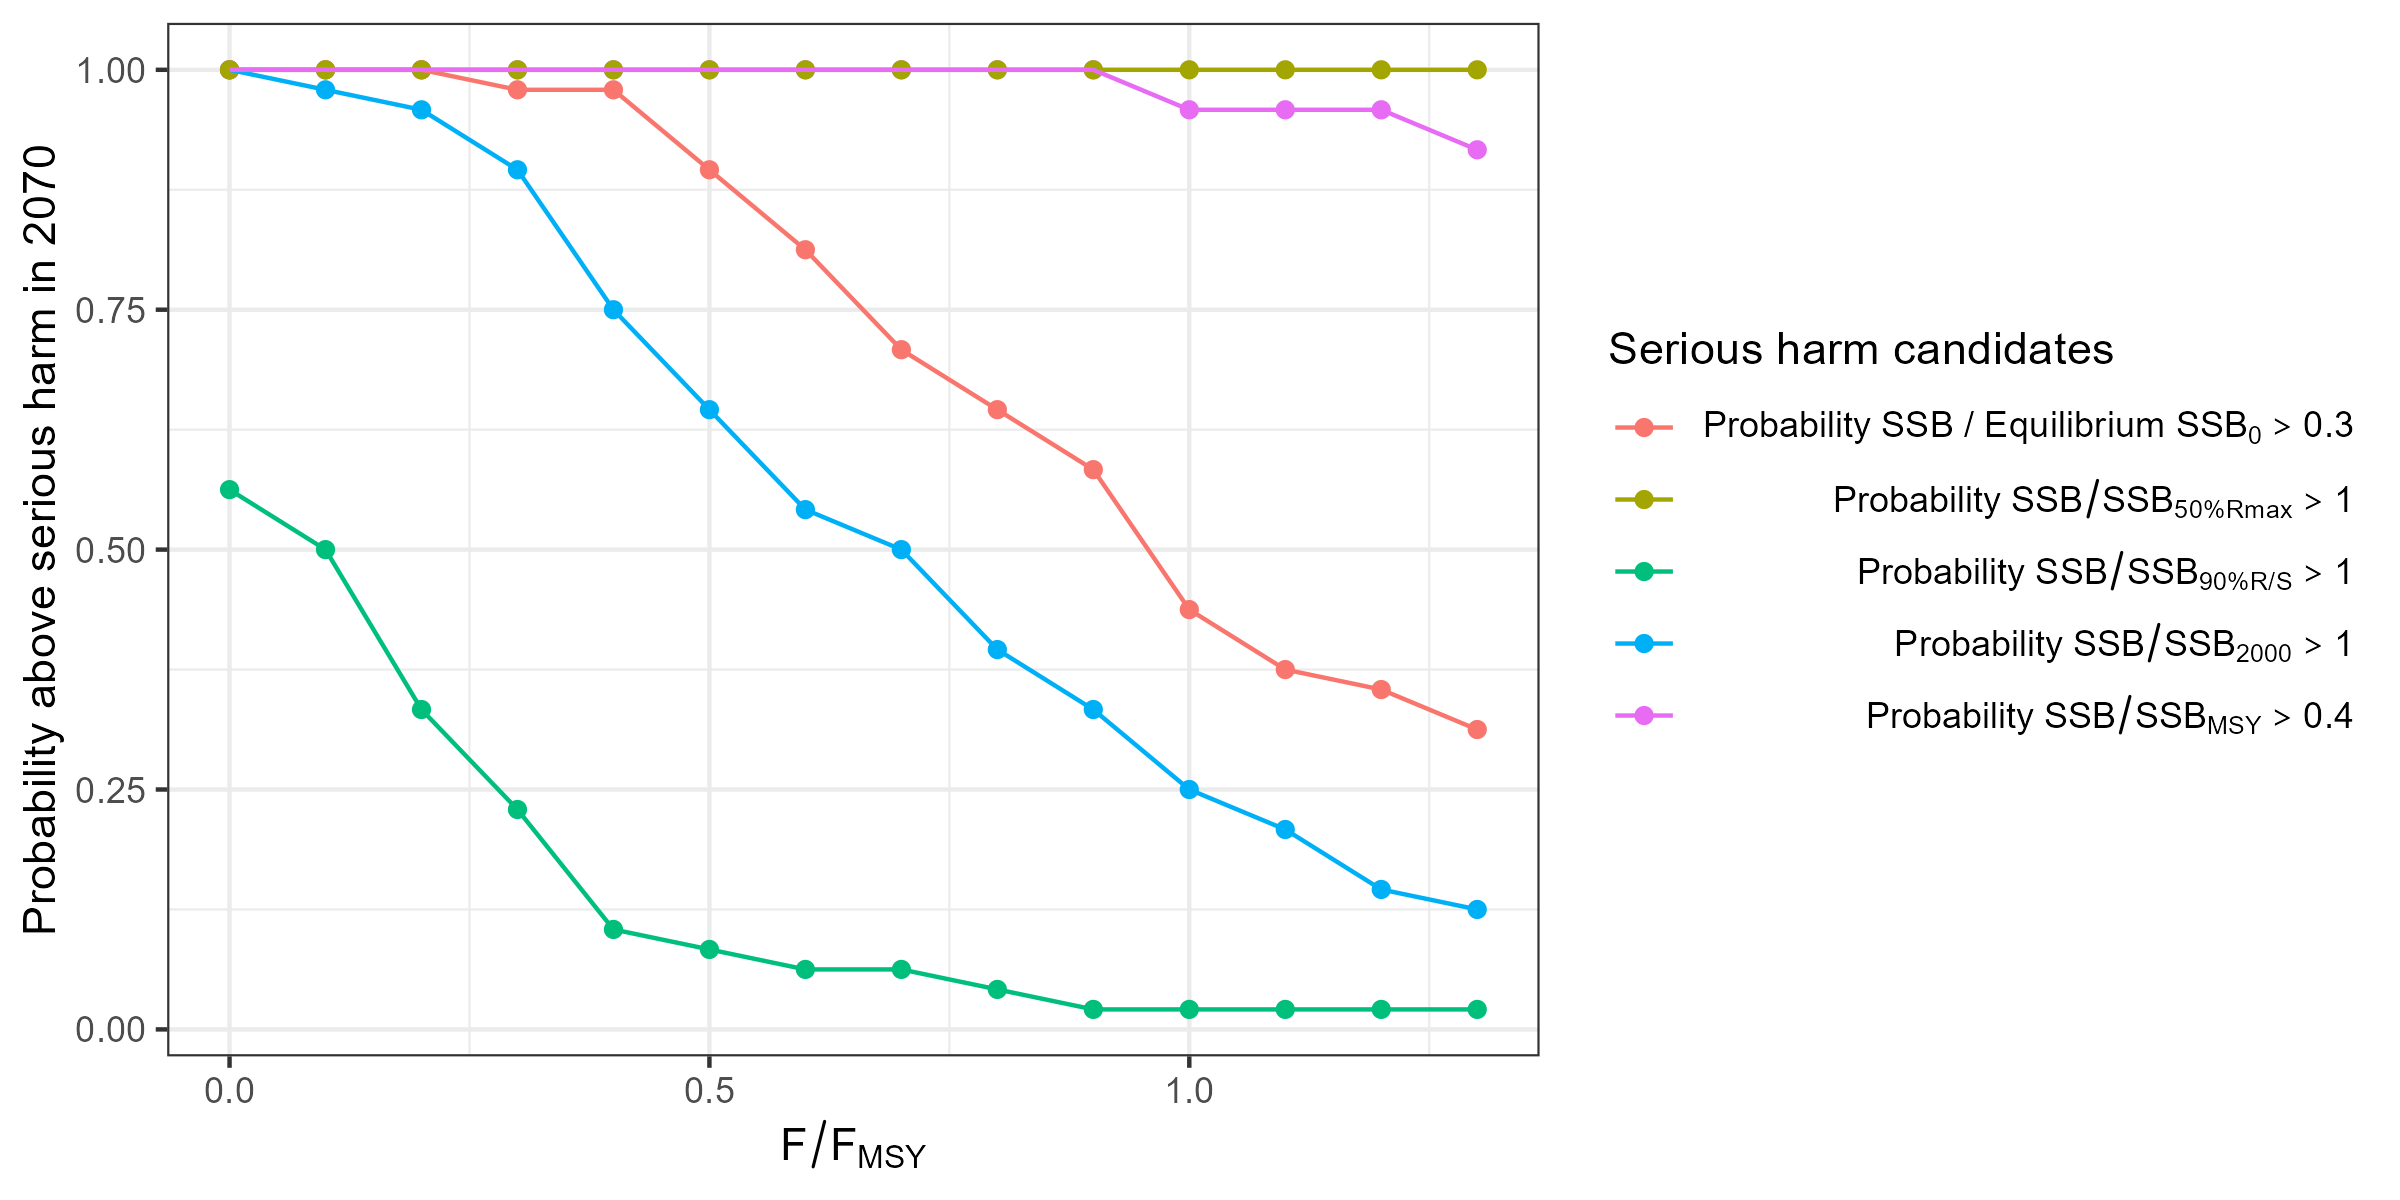 Probability above serious harm in 2070
1.00
0.75
0.50
0.25
0.00
0.0 0.5 1.0
F/FMSY
Serious harm candidates
Probability SSB / Equilibrium SSB0 > 0.3
Probability SSB/SSB50%Rmax > 1
Probability SSB/SSB90%R/S > 1
Probability SSB/SSB2000 > 1
Probability SSB/SSBMSY > 0.4